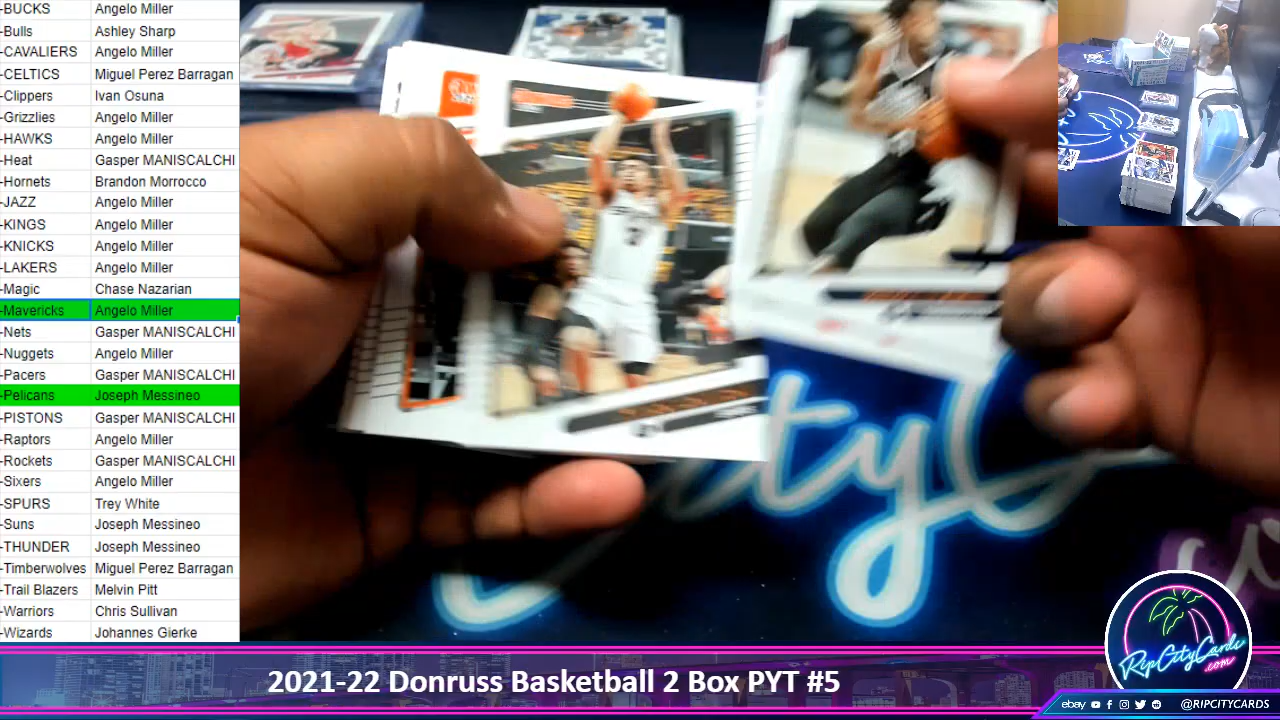 -BUCKS Angelo Miller
-Bulls Ashley Sharp
-CAVALIERS Angelo Miller
-CELTICS Miguel Perez Barragan
-Clippers Ivan Osuna
-Grizzlies Angelo Miller
-HAWKS Angelo Miller
-Heat Gasper MANISCALCHI
-Hornets Brandon Morrocco
-JAZZ Angelo Miller
-KINGS Angelo Miller
-KNICKS Angelo Miller
-LAKERS Angelo Miller
-Magic Chase Nazarian
-Mavericks Angelo Miller
-Nets Gasper MANISCALCHI
-Nuggets Angelo Miller
-Pacers Gasper MANISCALCHI
-Pelicans Joseph Messineo
-PISTONS Gasper MANISCALCHI
-Raptors Angelo Miller
-Rockets Gasper MANISCALCHI
-Sixers Angelo Miller
-SPURS Trey White
-Suns Joseph Messineo
-THUNDER Joseph Messineo
-Timberwolves Miguel Perez Barragan
-Trail Blazers Melvin Pitt
-Warriors Chris Sullivan
-Wizards Johannes Gierke
ty C
RipCityCards
.com
2021-22 Donruss Basketball 2 Box PYT #5
ebay @RIPCITYCARDS